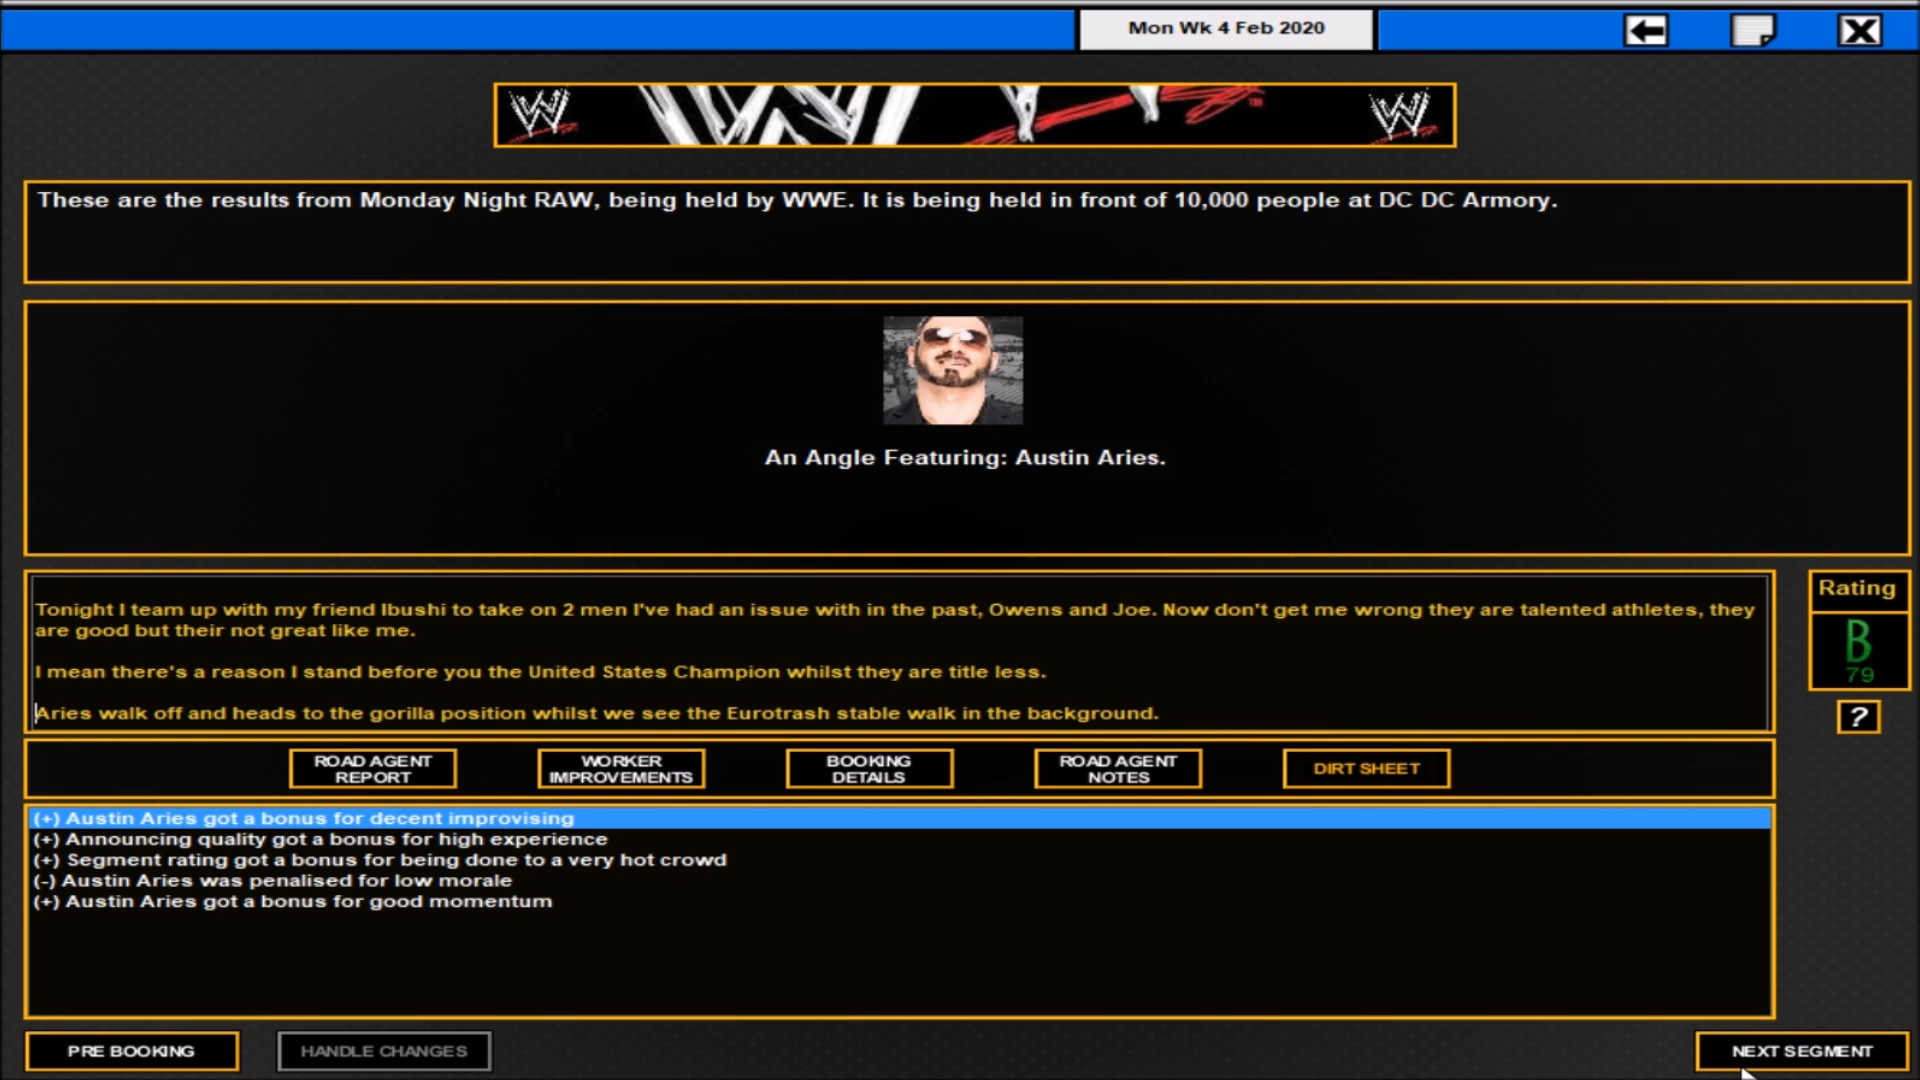 Mon Wk 4 Feb 2020
These are the results from Monday Night RAW, being held by WWE. It is being held in front of 10,000 people at DC DC Armory.
An Angle Featuring: Austin Aries.
Tonight I team up with my friend Ibushi to take on 2 men I've had an issue with in the past, Owens and Joe. Now don't get me wrong they are talented athletes, they
are good but their not great like me.
I mean there's a reason I stand before you the United States Champion whilst they are title less.
Aries walk off and heads to the gorilla position whilst we see the Eurotrash stable walk in the background.
Rating
B
79
?
ROAD AGENT
REPORT
WORKER
IMPROVEMENTS
BOOKING
DETAILS
ROAD AGENT
NOTES
DIRT SHEET
(+) Austin Aries got a bonus for decent improvising
(+) Announcing quality got a bonus for high experience
(+) Segment rating got a bonus for being done to a very hot crowd
(-) Austin Aries was penalised for low morale
(+) Austin Aries got a bonus for good momentum
PRE BOOKING
HANDLE CHANGES
NEXT SEGMENT